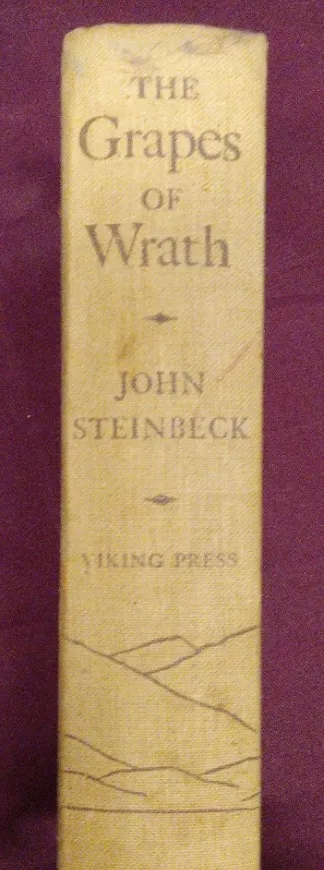 THE
Grapes
OF
Wrath
JOHN
STEINBECK
VIKING PRESS